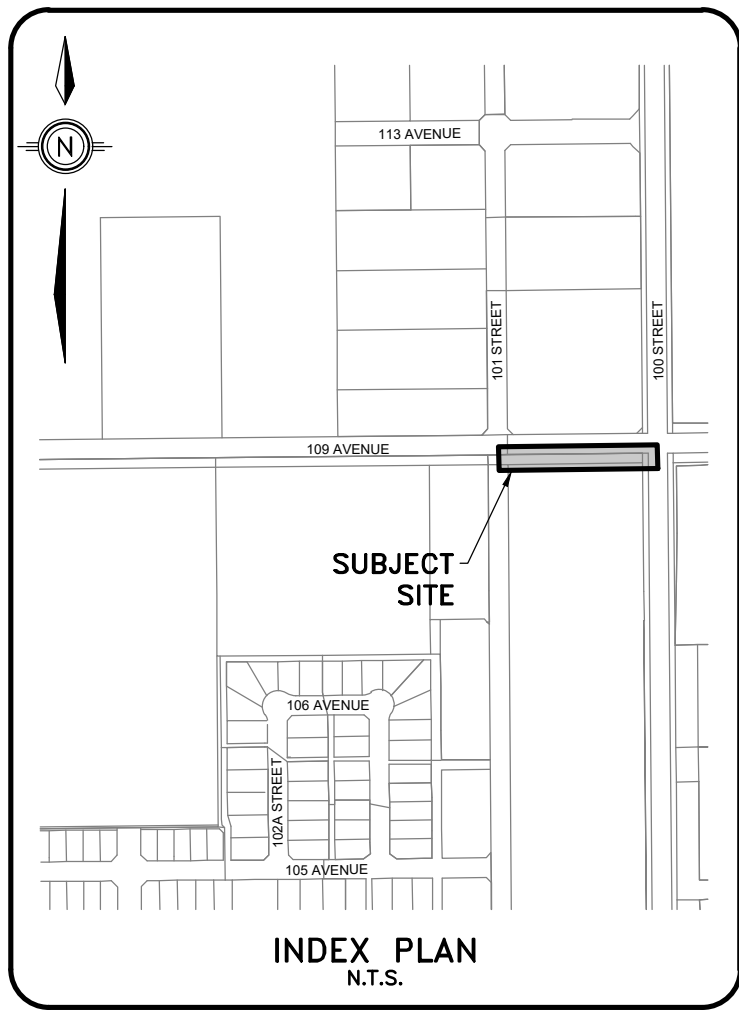 N
113 AVENUE
101 STREET
100 STREET
109 AVENUE
SUBJECT
SITE
106 AVENUE
102A STREET
105 AVENUE
INDEX PLAN
N.T.S.